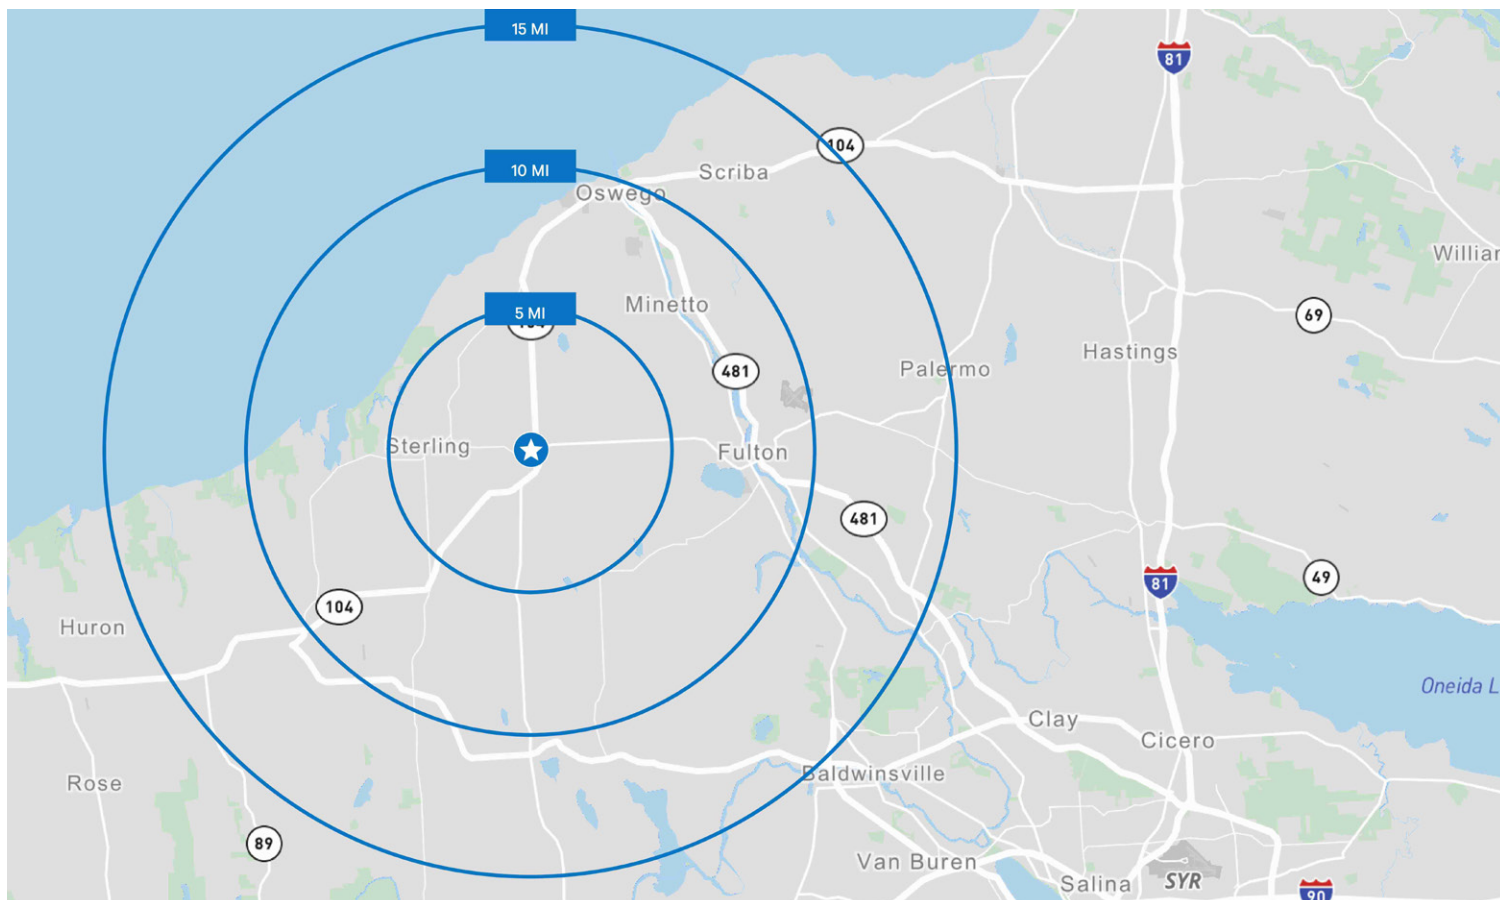 15 MI
81
104
10 MI
Scriba
Oswego
Willian
5 MI
Minetto
69
Hastings
481
Palermo
Sterling
Fulton
481
49
81
104
Huron
Oneida L
Clay
Cicero
Rose
Baldwinsville
89
Van Buren
Salina
SYR
90